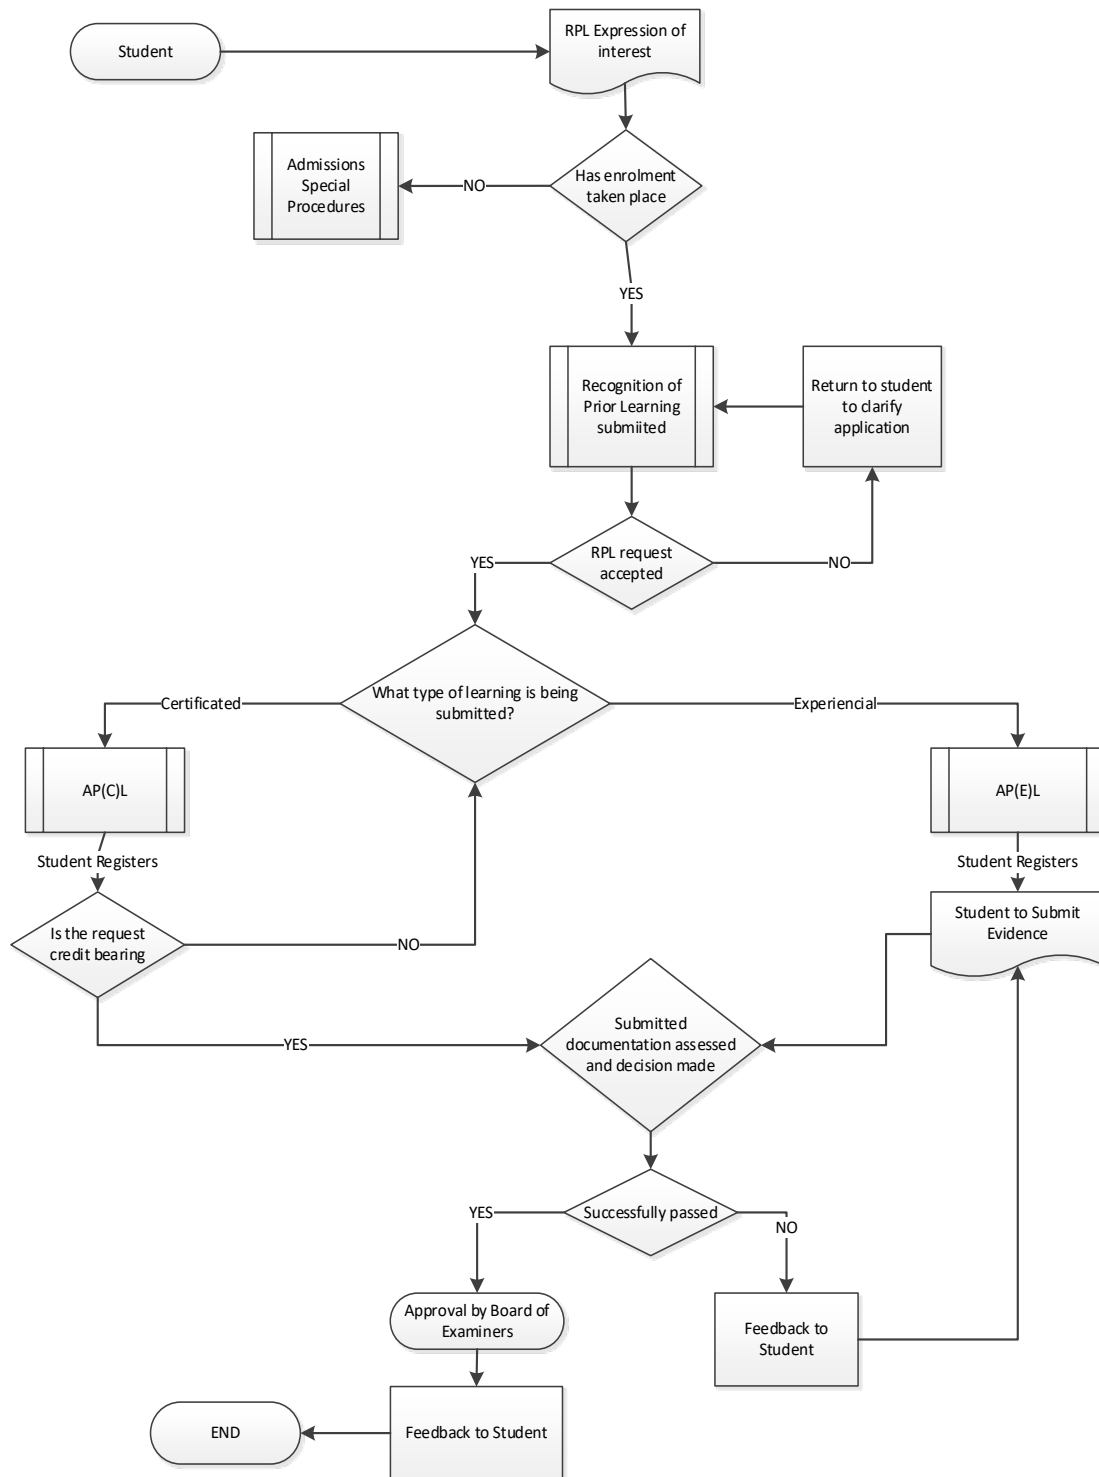 Student
RPL Expression of
interest
Admissions
Special
Procedures
NO
Has enrolment
taken place
YES
Recognition of
Prior Learning
submiited
Return to student
to clarify
application
YES
RPL request
accepted
NO
Certificated
What type of learning is being
submitted?
Experiencial
AP(C)L
AP(E)L
Student Registers
Student Registers
Is the request
credit bearing
NO
Student to Submit
Evidence
YES
Submitted
documentation assessed
and decision made
YES
Successfully passed
NO
Approval by Board of
Examiners
Feedback to
Student
END
Feedback to Student